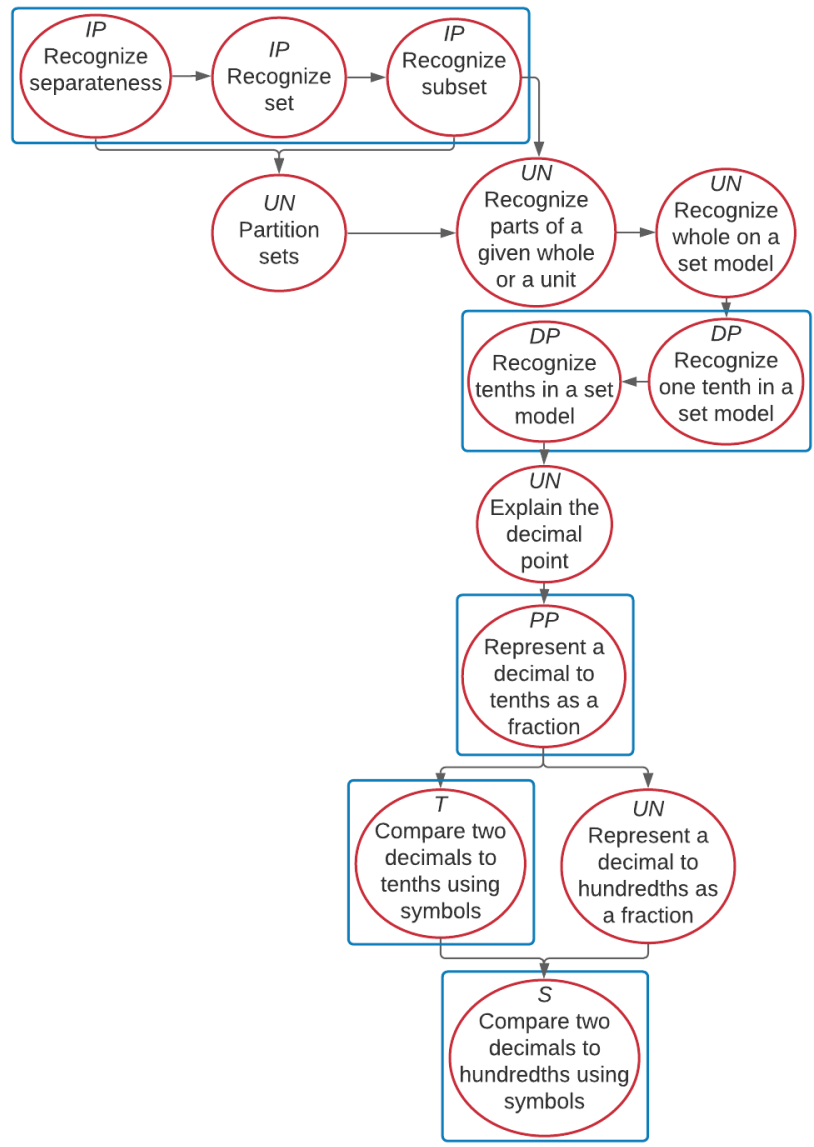 IP
Recognize
separateness
IP
Recognize
set
IP
Recognize
subset
UN
Partition
sets
UN
Recognize
parts of a
given whole
or a unit
UN
Recognize
whole on a
set model
DP
Recognize
tenths in a set
model
DP
Recognize
one tenth in a
set model
UN
Explain the
decimal
point
PP
Represent a
decimal to
tenths as a
fraction
T
Compare two
decimals to
tenths using
symbols
UN
Represent a
decimal to
hundredths as
a fraction
S
Compare two
decimals to
hundredths using
symbols